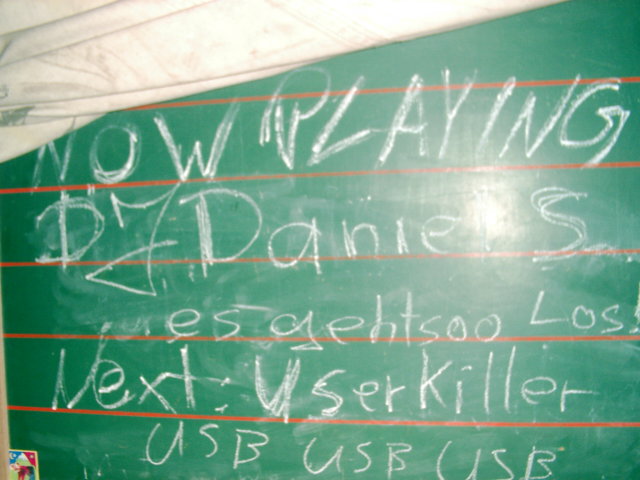 NOW PLAYING
DJ Daniel S.
es gehtsoo Los!
Next: Userkiller
USB USB USB